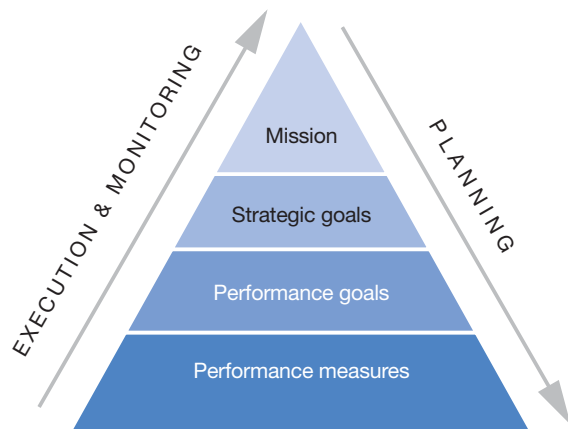 EXECUTION & MONITORING
PLANNING
Mission
Strategic goals
Performance goals
Performance measures